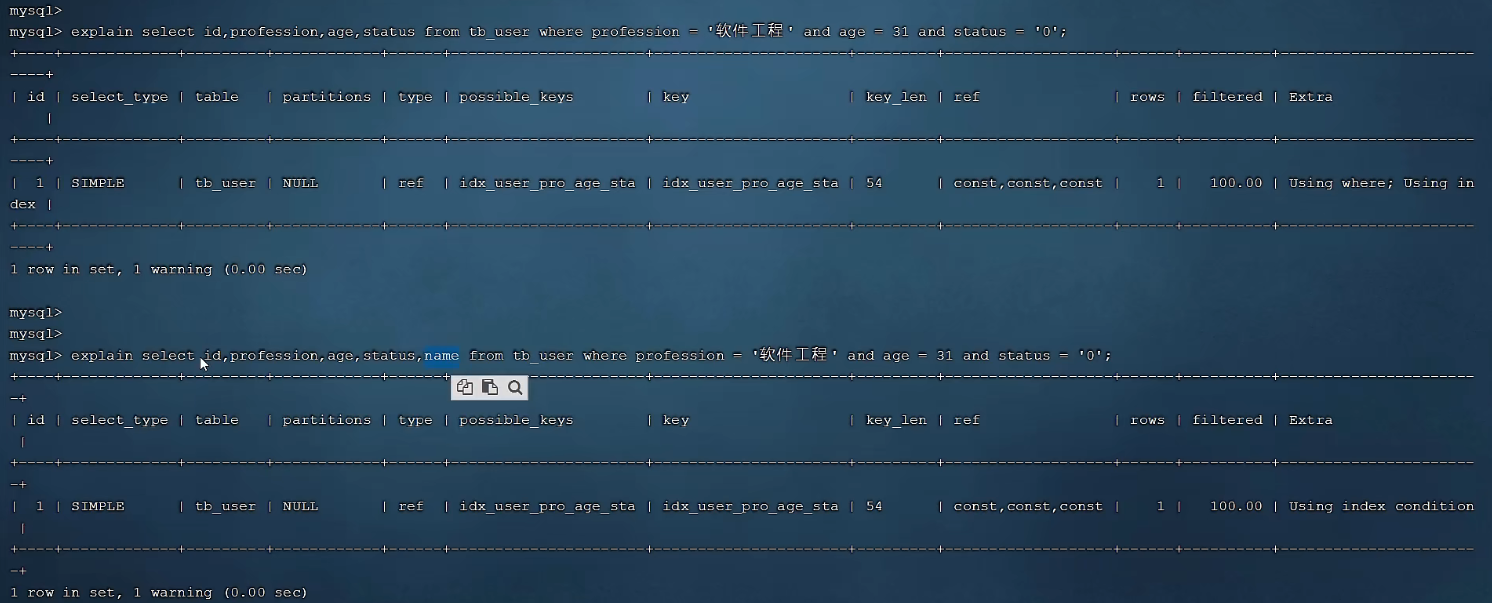 mysql>
mysql> explain select id,profession,age,status from tb_user where profession = '软件工程' and age = 31 and status = '0';
+----+-------------+---------+------------+------+----------------------+----------------------+---------+-------------------+------+----------+----------------------
----+
| id | select_type | table   | partitions | type | possible_keys        | key                  | key_len | ref               | rows | filtered | Extra
    |
+----+-------------+---------+------------+------+----------------------+----------------------+---------+-------------------+------+----------+----------------------
----+
|  1 | SIMPLE      | tb_user | NULL       | ref  | idx_user_pro_age_sta | idx_user_pro_age_sta | 54      | const,const,const |    1 |   100.00 | Using where; Using in
dex |
+----+-------------+---------+------------+------+----------------------+----------------------+---------+-------------------+------+----------+----------------------
----+
1 row in set, 1 warning (0.00 sec)
mysql>
mysql>
mysql> explain select id,profession,age,status,name from tb_user where profession = '软件工程' and age = 31 and status = '0';
+----+-------------+---------+------------+------+----------------------+----------------------+---------+-------------------+------+----------+----------------------
-+
| id | select_type | table   | partitions | type | possible_keys        | key                  | key_len | ref               | rows | filtered | Extra
 |
+----+-------------+---------+------------+------+----------------------+----------------------+---------+-------------------+------+----------+----------------------
-+
|  1 | SIMPLE      | tb_user | NULL       | ref  | idx_user_pro_age_sta | idx_user_pro_age_sta | 54      | const,const,const |    1 |   100.00 | Using index condition
 |
+----+-------------+---------+------------+------+----------------------+----------------------+---------+-------------------+------+----------+----------------------
-+
1 row in set, 1 warning (0.00 sec)